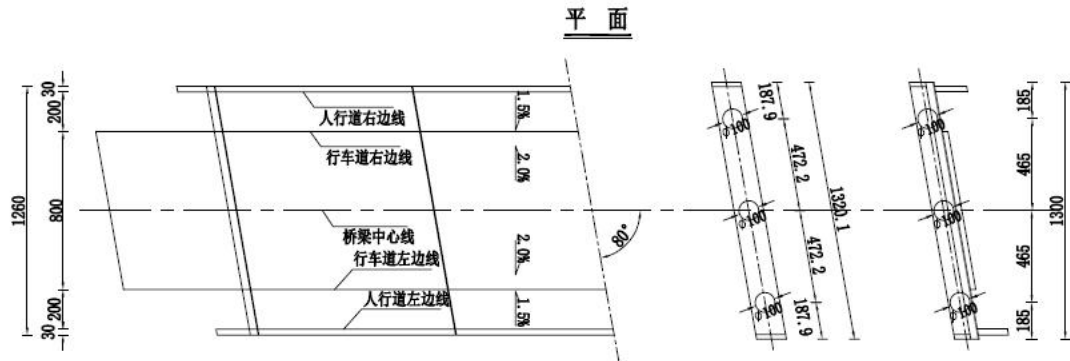 平 面
30
200
1260
800
200
30
人行道右边线
行车道右边线
桥梁中心线
行车道左边线
人行道左边线
1.5%
2.0%
2.0%
1.5%
80°
187.9
472.2
472.2
187.9
1320.1
Φ100
Φ100
Φ100
Φ100
Φ100
Φ100
185
465
465
185
1300